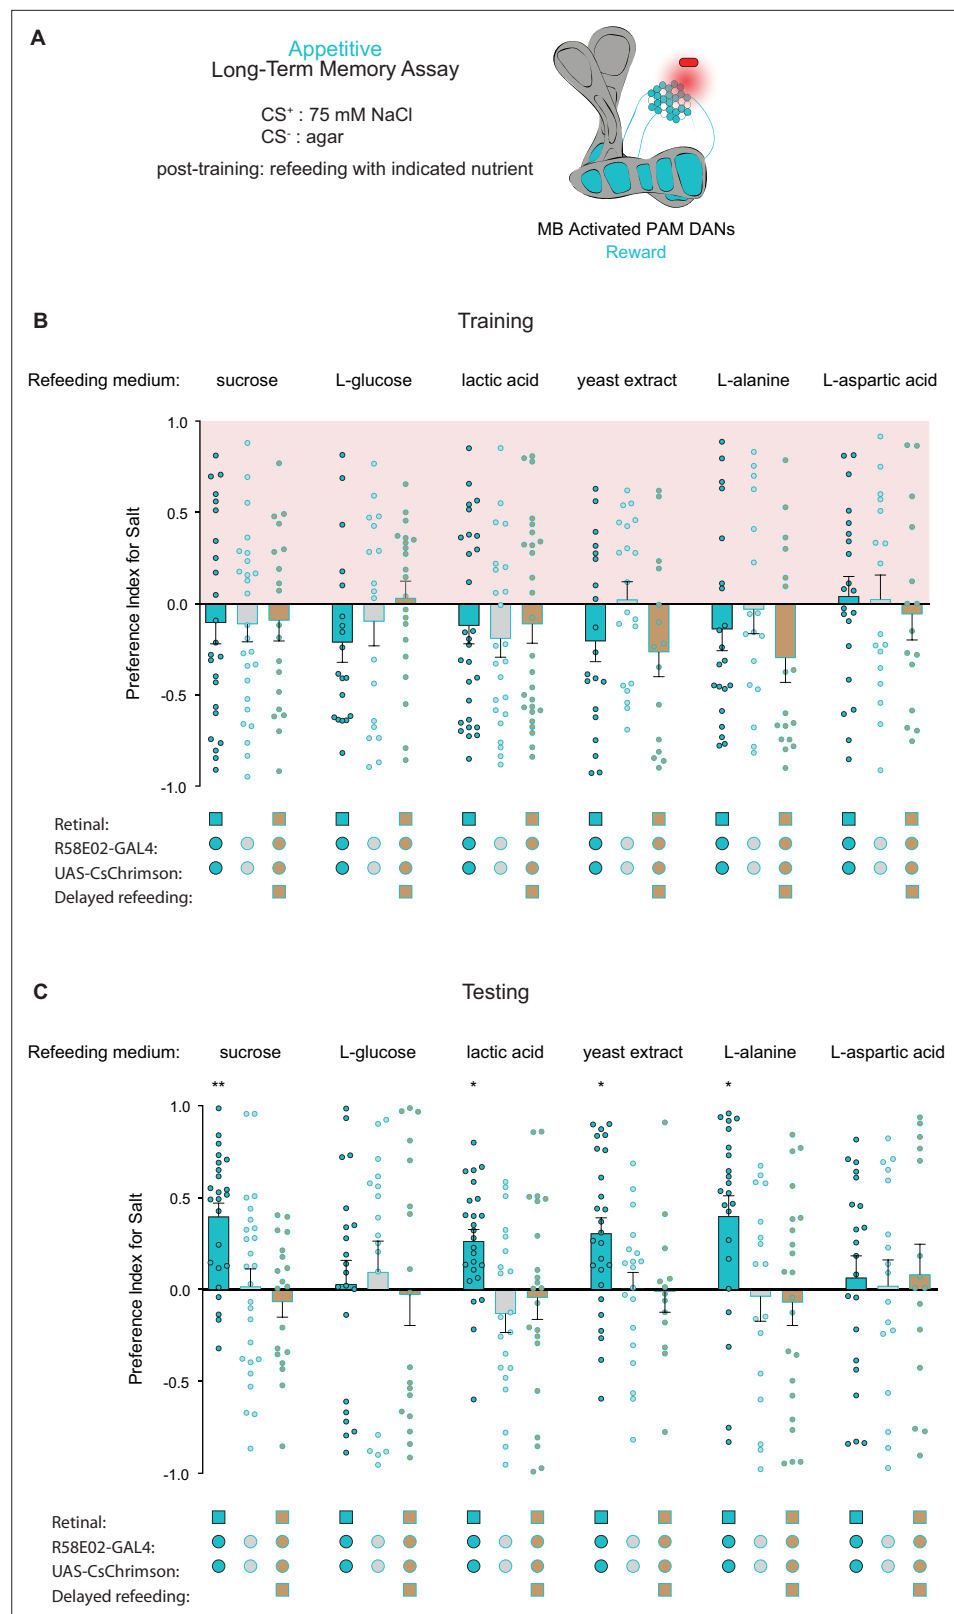 A
Appetitive
Long-Term Memory Assay
CS+ : 75 mM NaCl
CS- : agar
post-training: refeeding with indicated nutrient
MB Activated PAM DANs
Reward
B
Training
Refeeding medium: sucrose L-glucose lactic acid yeast extract L-alanine L-aspartic acid
Preference Index for Salt
1.0
0.5
0.0
-0.5
-1.0
Retinal:
R58E02-GAL4:
UAS-CsChrimson:
Delayed refeeding:
C
Testing
Refeeding medium: sucrose L-glucose lactic acid yeast extract L-alanine L-aspartic acid
** * * *
Preference Index for Salt
1.0
0.5
0.0
-0.5
-1.0
Retinal:
R58E02-GAL4:
UAS-CsChrimson:
Delayed refeeding: